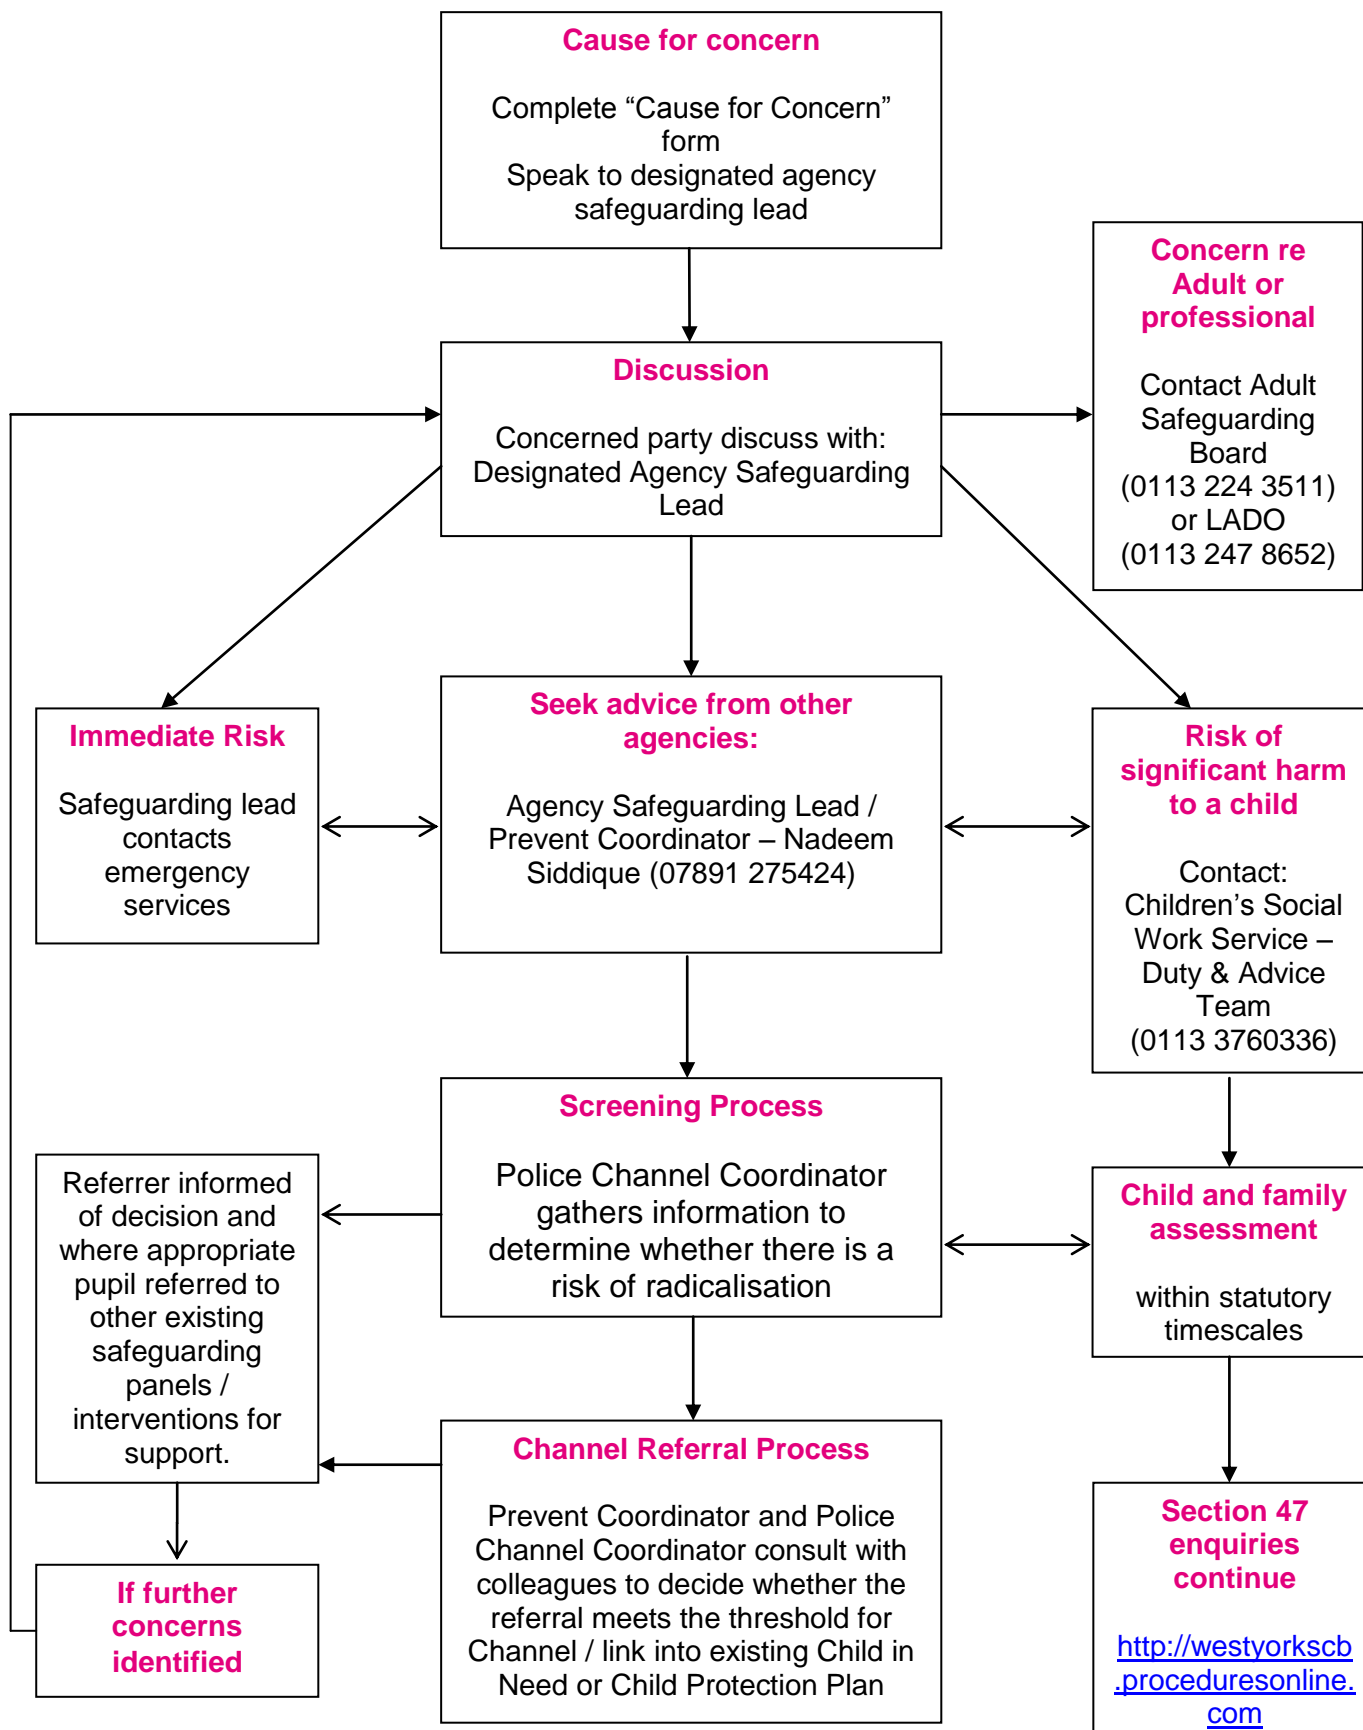 Cause for concern
Complete “Cause for Concern”
form
Speak to designated agency
safeguarding lead
Concern re
Adult or
professional
Contact Adult
Safeguarding
Board
(0113 224 3511)
or LADO
(0113 247 8652)
Discussion
Concerned party discuss with:
Designated Agency Safeguarding
Lead
Immediate Risk
Safeguarding lead
contacts
emergency
services
Seek advice from other
agencies:
Agency Safeguarding Lead /
Prevent Coordinator – Nadeem
Siddique (07891 275424)
Risk of
significant harm
to a child
Contact:
Children’s Social
Work Service –
Duty & Advice
Team
(0113 3760336)
Screening Process
Police Channel Coordinator
gathers information to
determine whether there is a
risk of radicalisation
Referrer informed
of decision and
where appropriate
pupil referred to
other existing
safeguarding
panels /
interventions for
support.
Child and family
assessment
within statutory
timescales
Channel Referral Process
Prevent Coordinator and Police
Channel Coordinator consult with
colleagues to decide whether the
referral meets the threshold for
Channel / link into existing Child in
Need or Child Protection Plan
If further
concerns
identified
Section 47
enquiries
continue
http://westyorkscb
.proceduresonline.
com